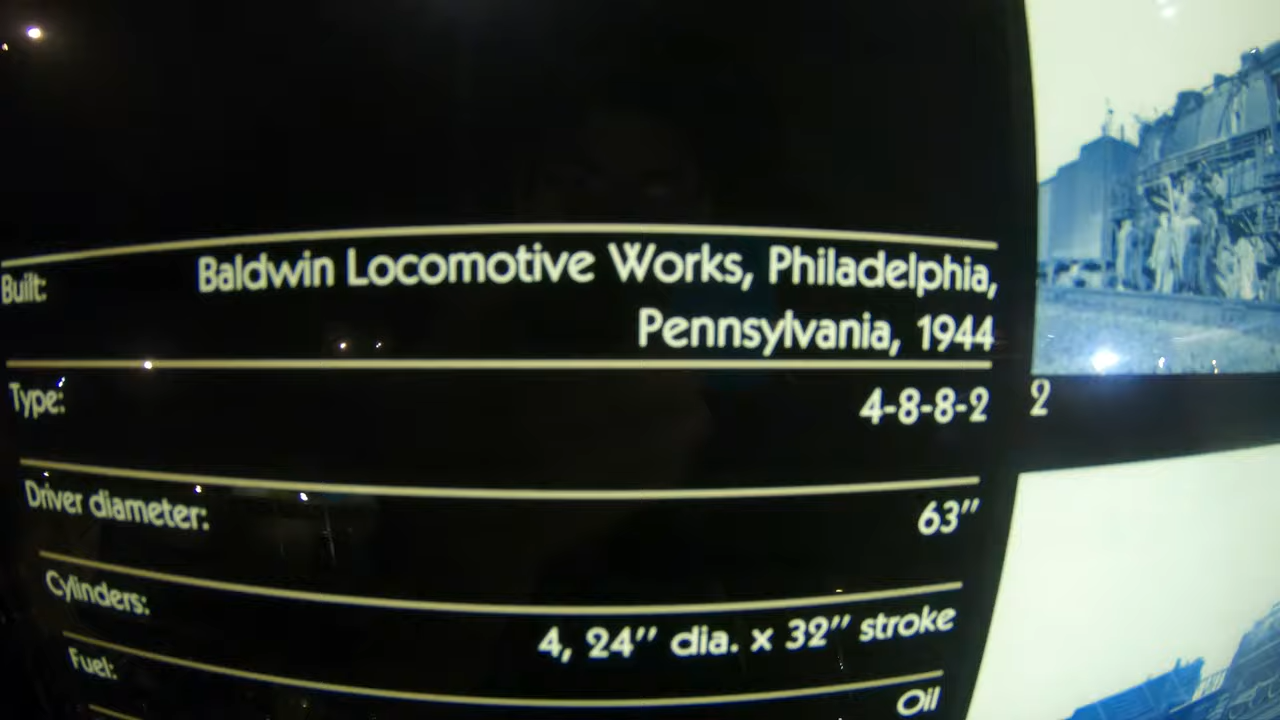 Built: Baldwin Locomotive Works, Philadelphia,
Pennsylvania, 1944
Type: 4-8-8-2
2
Driver diameter: 63"
Cylinders: 4, 24" dia. x 32" stroke
Fuel: Oil